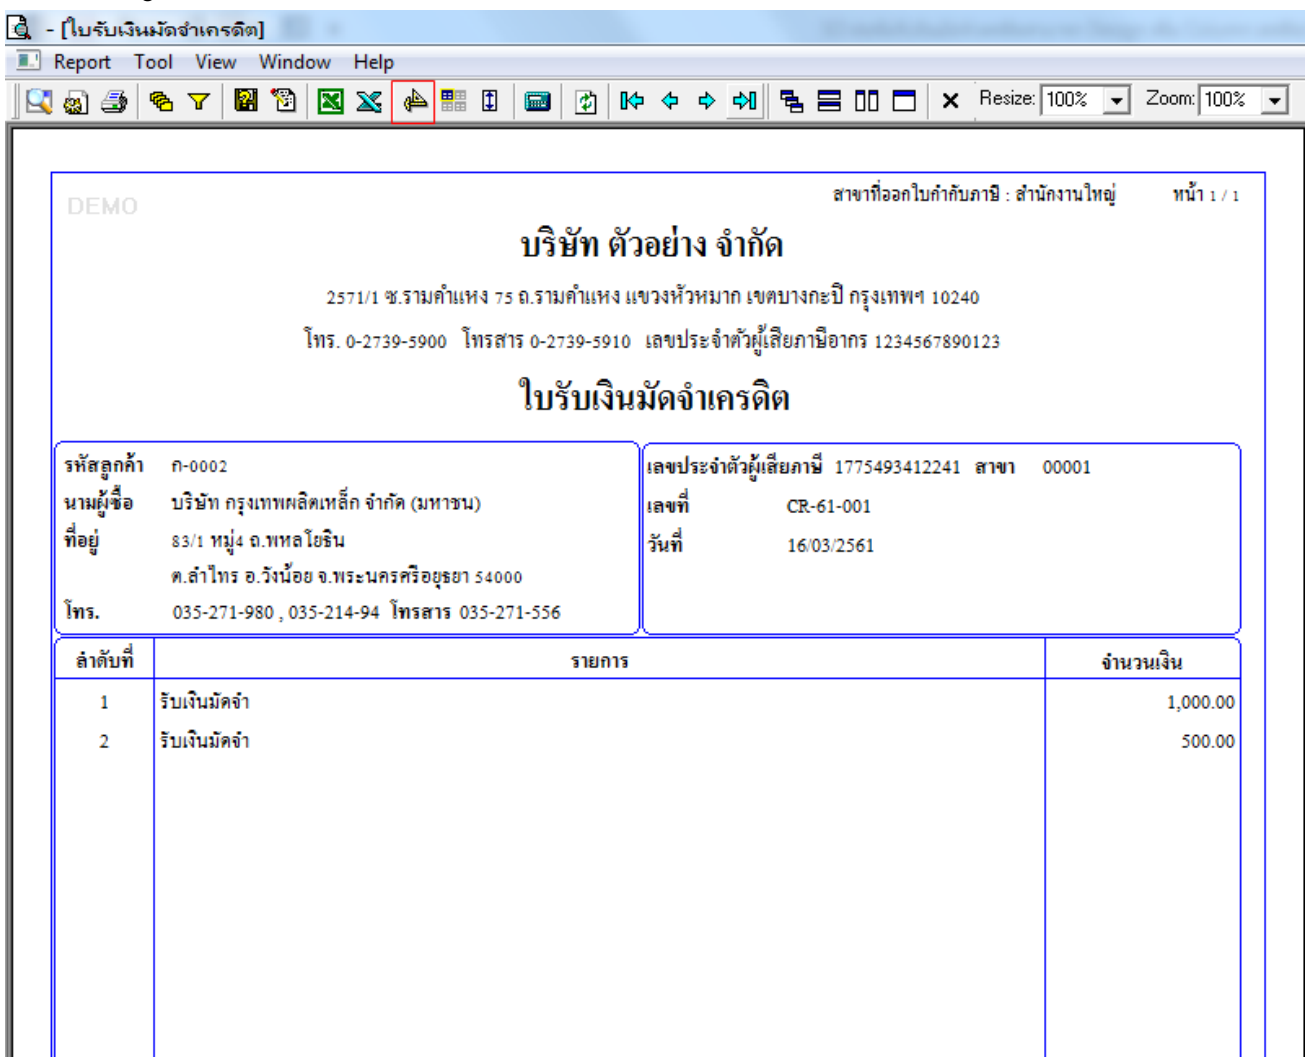 - [ใบรับเงินมัดจำเครดิต]
Report Tool View Window Help
Resize: 100% Zoom: 100%
DEMO
สาขาที่ออกใบกำกับภาษี : สำนักงานใหญ่ หน้า 1 / 1
บริษัท ตัวอย่าง จำกัด
2571/1 ซ.รามคำแหง 75 ถ.รามคำแหง แขวงหัวหมาก เขตบางกะปิ กรุงเทพฯ 10240
โทร. 0-2739-5900 โทรสาร 0-2739-5910 เลขประจำตัวผู้เสียภาษีอากร 1234567890123
ใบรับเงินมัดจำเครดิต
รหัสลูกค้า ก-0002
นามผู้ซื้อ บริษัท กรุงเทพผลิตเหล็ก จำกัด (มหาชน)
ที่อยู่ 83/1 หมู่4 ถ.พหลโยธิน
ต.ลำไทร อ.วังน้อย จ.พระนครศรีอยุธยา 54000
โทร. 035-271-980 , 035-214-94 โทรสาร 035-271-556
เลขประจำตัวผู้เสียภาษี 1775493412241 สาขา 00001
เลขที่ CR-61-001
วันที่ 16/03/2561
ลำดับที่ รายการ จำนวนเงิน
1 รับเงินมัดจำ 1,000.00
2 รับเงินมัดจำ 500.00